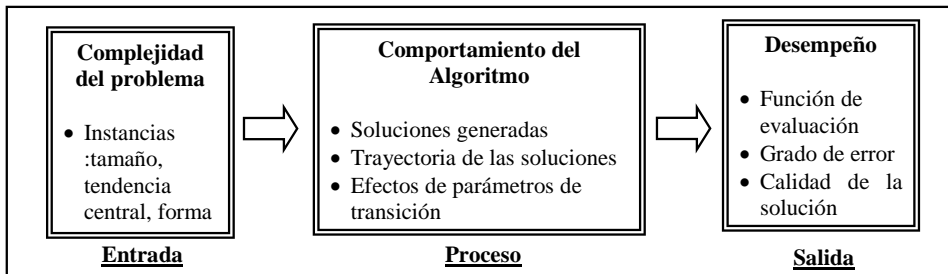 Complejidad
del problema
• Instancias
:tamaño,
tendencia
central, forma
Entrada
Comportamiento del
Algoritmo
• Soluciones generadas
• Trayectoria de las soluciones
• Efectos de parámetros de
transición
Proceso
Desempeño
• Función de
evaluación
• Grado de error
• Calidad de la
solución
Salida